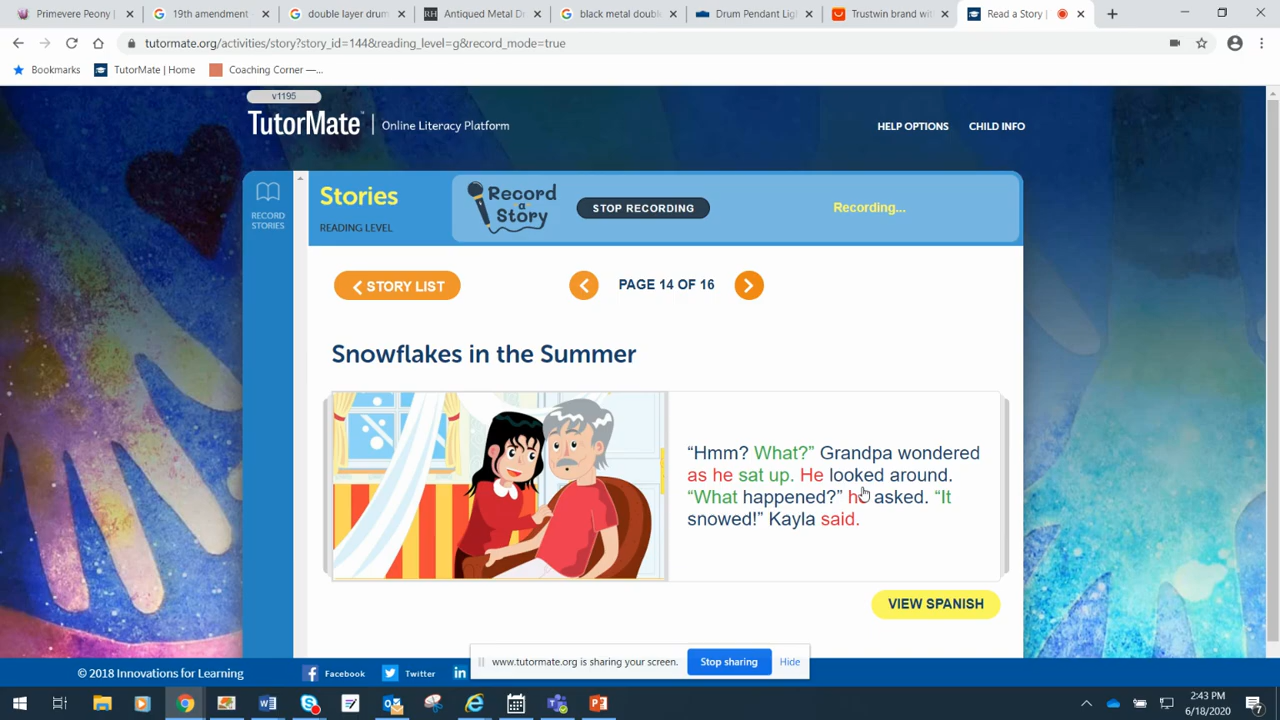 Primevere Peony |
19th amendment
double layer drum
RH
Antiqued Metal D
black metal doub
Drum Pendant Lig
Trustwin brand wit
Read a Story |
tutormate.org/activities/story?story_id=144&reading_level=g&record_mode=true
Bookmarks
TutorMate | Home
Coaching Corner —...
v1195
TutorMate™ | Online Literacy Platform
HELP OPTIONS
CHILD INFO
RECORD
STORIES
Stories
READING LEVEL
Record
a
Story
STOP RECORDING
Recording...
STORY LIST
PAGE 14 OF 16
Snowflakes in the Summer
“Hmm? What?” Grandpa wondered
as he sat up. He looked around.
“What happened?” he asked. “It
snowed!” Kayla said.
VIEW SPANISH
www.tutormate.org is sharing your screen.
Stop sharing
Hide
© 2018 Innovations for Learning
Facebook
Twitter
in
2:43 PM
6/18/2020
7